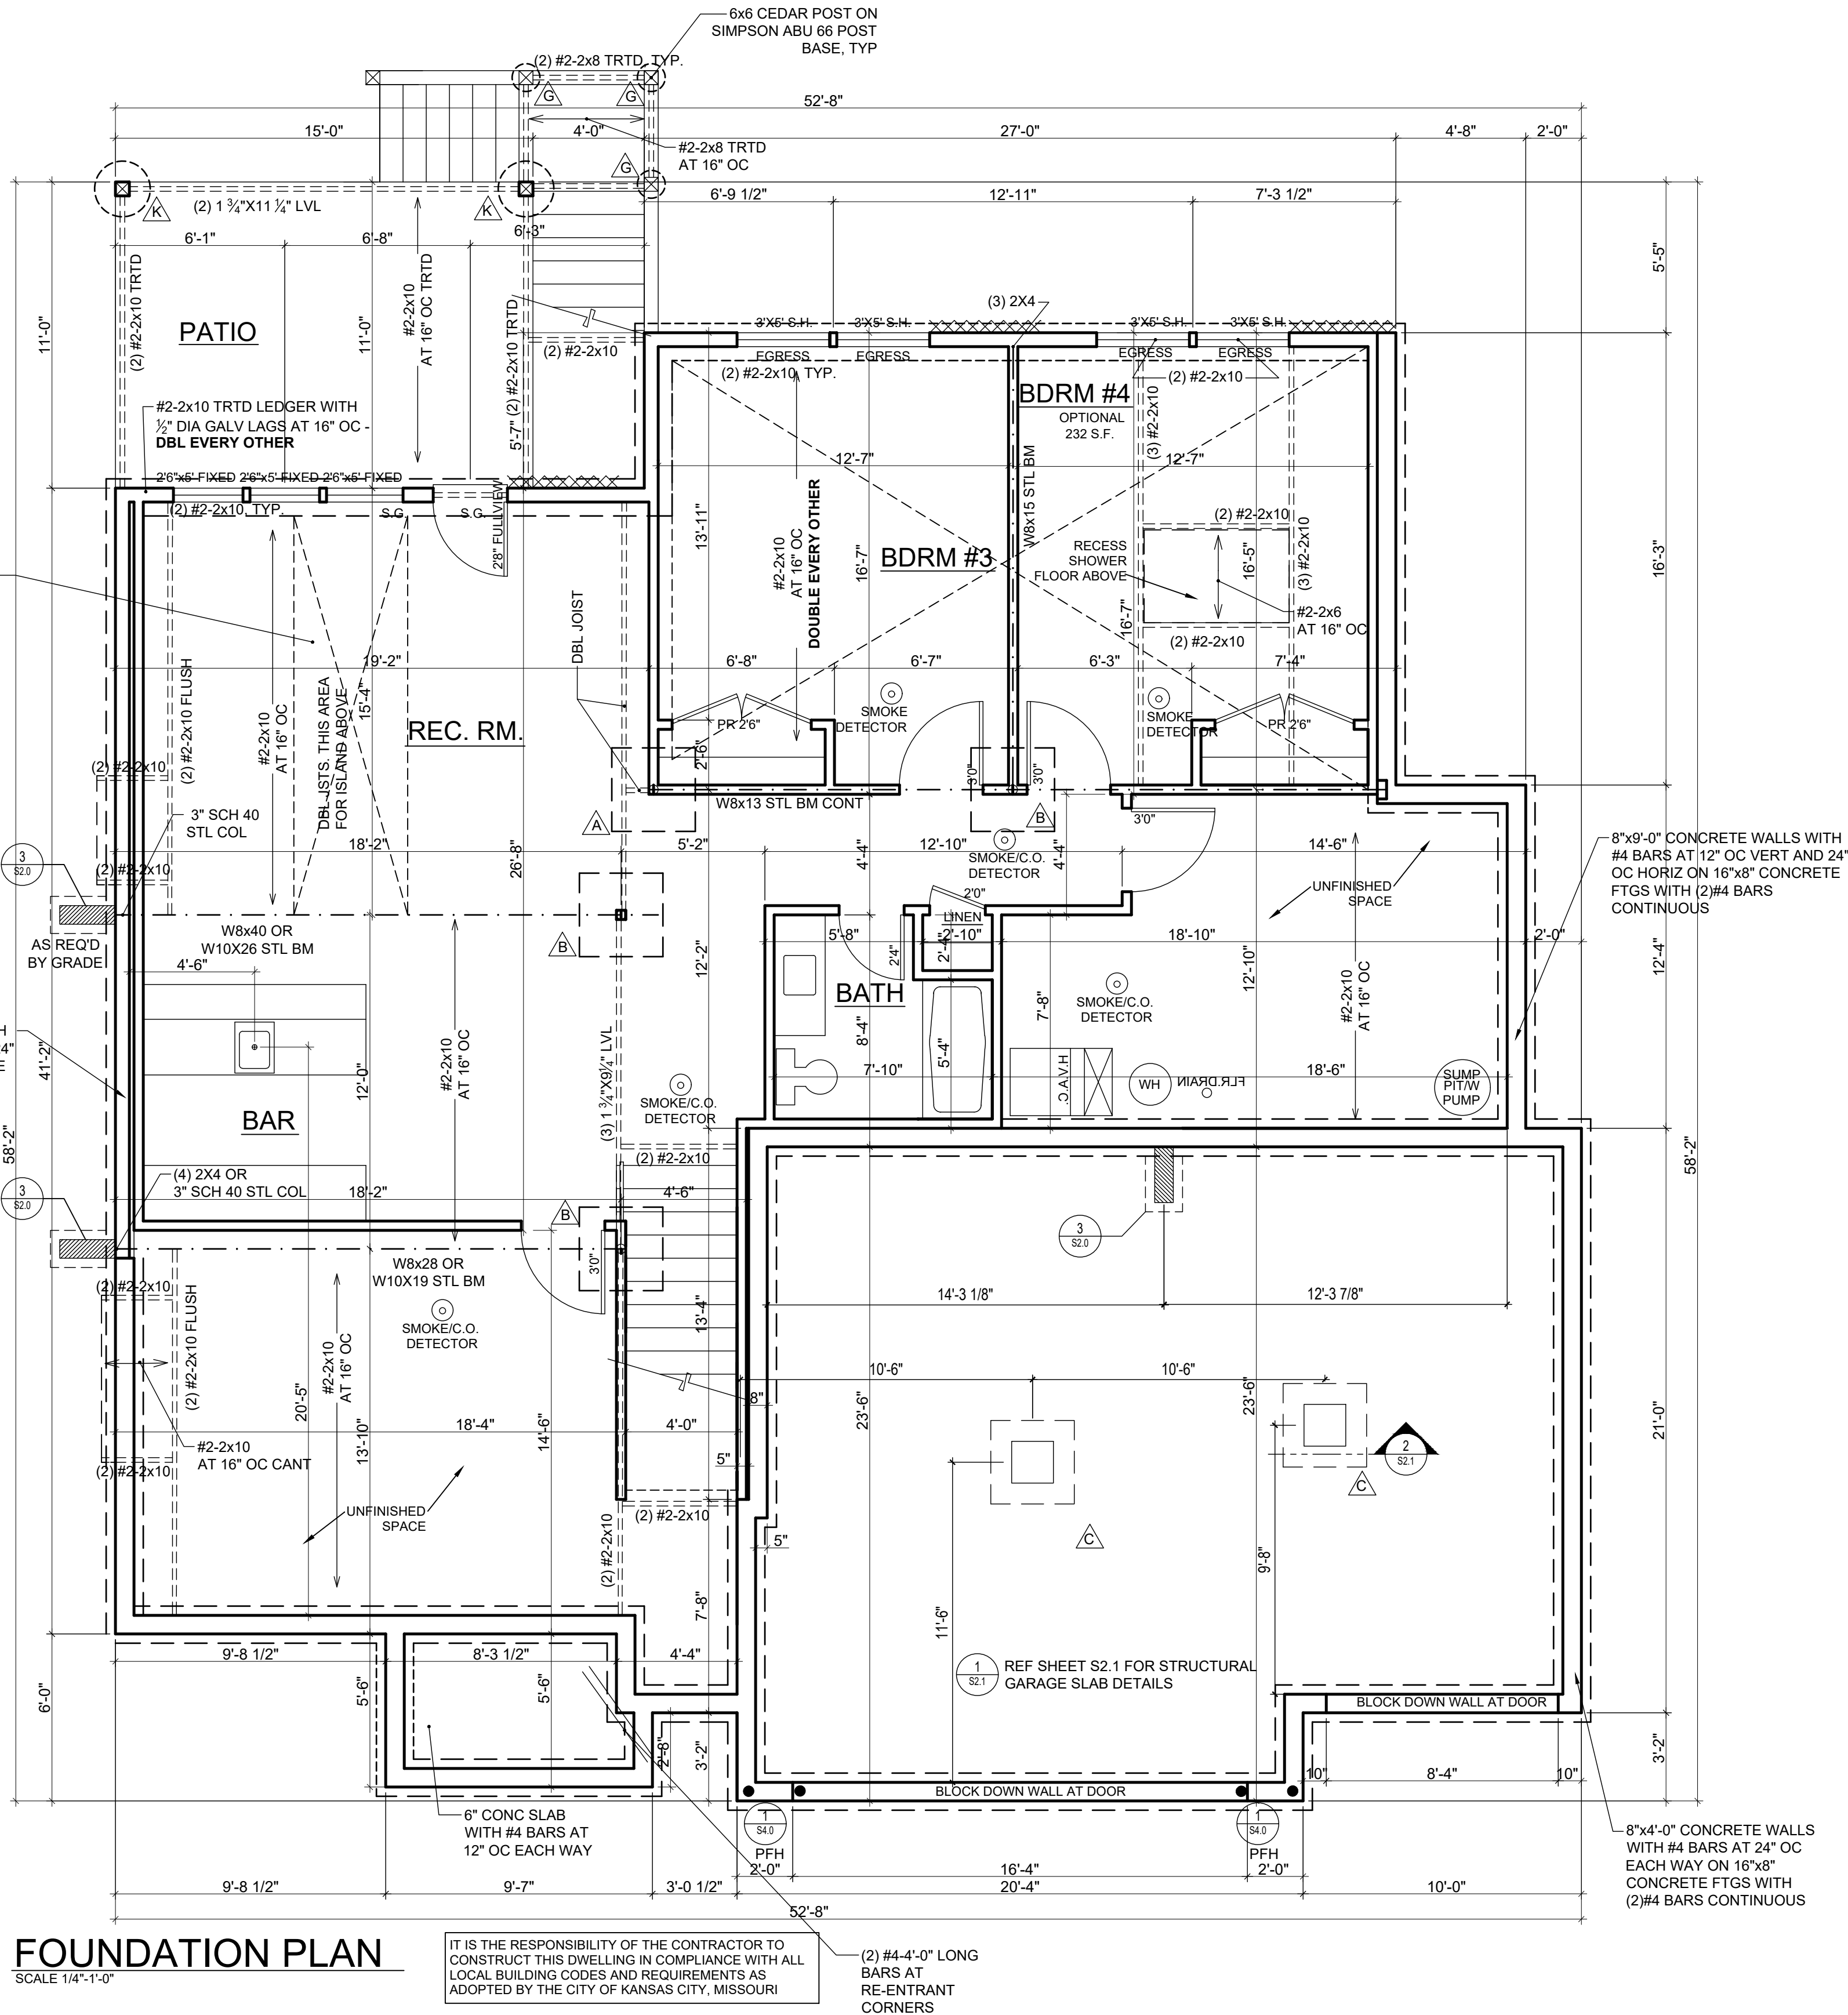 6x6 CEDAR POST ON
SIMPSON ABU 66 POST
BASE, TYP
(2) #2-2x8 TRTD, TYP.
G
G
52'-8"
15'-0"
4'-0"
27'-0"
4'-8"
2'-0"
#2-2x8 TRTD
AT 16" OC
G
6'-9 1/2"
12'-11"
7'-3 1/2"
K
(2) 1 ¾"X11 ¼" LVL
K
6'-1"
6'-8"
6'-3"
11'-0"
(2) #2-2x10 TRTD
PATIO
11'-0"
#2-2x10
AT 16" OC TRTD
5'-7"
(2) #2-2x10 TRTD
(2) #2-2x10
5'-5"
(3) 2X4
3'X5' S.H.
3'X5' S.H.
3'X5' S.H.
3'X5' S.H.
EGRESS
EGRESS
EGRESS
EGRESS
(2) #2-2x10, TYP.
(2) #2-2x10
#2-2x10 TRTD LEDGER WITH
½" DIA GALV LAGS AT 16" OC -
DBL EVERY OTHER
BDRM #4
OPTIONAL
232 S.F.
(3) #2-2x10
2'6"x5' FIXED
2'6"x5' FIXED
2'6"x5' FIXED
(2) #2-2x10, TYP.
S.G.
S.G.
2'8" FULLVIEW
12'-7"
12'-7"
W8x15 STL BM
13'-11"
#2-2x10
AT 16" OC
DOUBLE EVERY OTHER
16'-7"
BDRM #3
RECESS
SHOWER
FLOOR ABOVE
(2) #2-2x10
16'-5"
(3) #2-2x10
#2-2x6
AT 16" OC
16'-7"
(2) #2-2x10
16'-3"
DBL JOIST
19'-2"
6'-8"
6'-7"
6'-3"
7'-4"
(2) #2-2x10 FLUSH
#2-2x10
AT 16" OC
DBL JSTS. THIS AREA
FOR ISLAND ABOVE
15'-4"
REC. RM.
SMOKE
DETECTOR
SMOKE
DETECTOR
PR 2'6"
PR 2'6"
2'-6"
3'0"
3'0"
(2) #2-2x10
W8x13 STL BM CONT
3" SCH 40
STL COL
A
B
3'0"
3
S2.0
18'-2"
26'-8"
5'-2"
4'-4"
12'-10"
4'-4"
14'-6"
SMOKE/C.O.
DETECTOR
8"x9'-0" CONCRETE WALLS WITH
#4 BARS AT 12" OC VERT AND 24"
OC HORIZ ON 16"x8" CONCRETE
FTGS WITH (2)#4 BARS
CONTINUOUS
(2) #2-2x10
UNFINISHED
SPACE
2'0"
LINEN
AS REQ'D
BY GRADE
W8x40 OR
W10X26 STL BM
B
5'-8"
2'-10"
18'-10"
2'-0"
4'-6"
12'-2"
2'4"
2'-4"
12'-10"
12'-4"
BATH
SMOKE/C.O.
DETECTOR
7'-8"
#2-2x10
AT 16" OC
H
41'-2"
#2-2x10
AT 16" OC
(3) 1 ¾"X9¼" LVL
8'-4"
5'-4"
7'-10"
18'-6"
H.V.A.C.
WH
FLR.DRAIN
SUMP
PIT/W
PUMP
12'-0"
SMOKE/C.O.
DETECTOR
BAR
58'-2"
58'-2"
(2) #2-2x10
(4) 2X4 OR
3" SCH 40 STL COL
3
S2.0
18'-2"
4'-6"
B
3
S2.0
W8x28 OR
W10X19 STL BM
3'0"
(2) #2-2x10
(2) #2-2x10 FLUSH
SMOKE/C.O.
DETECTOR
13'-4"
14'-3 1/8"
12'-3 7/8"
#2-2x10
AT 16" OC
20'-5"
10'-6"
10'-6"
8"
13'-10"
18'-4"
14'-6"
4'-0"
23'-6"
23'-6"
21'-0"
#2-2x10
AT 16" OC CANT
(2) #2-2x10
2
S2.1
5"
C
UNFINISHED
SPACE
(2) #2-2x10
5"
C
(2) #2-2x10
9'-8"
11'-6"
7'-8"
9'-8 1/2"
8'-3 1/2"
4'-4"
1
S2.1
REF SHEET S2.1 FOR STRUCTURAL
GARAGE SLAB DETAILS
6'-0"
5'-6"
5'-6"
BLOCK DOWN WALL AT DOOR
2'-8"
3'-2"
3'-2"
10"
8'-4"
10"
BLOCK DOWN WALL AT DOOR
6" CONC SLAB
WITH #4 BARS AT
12" OC EACH WAY
1
S4.0
PFH
1
S4.0
PFH
8"x4'-0" CONCRETE WALLS
WITH #4 BARS AT 24" OC
EACH WAY ON 16"x8"
CONCRETE FTGS WITH
(2)#4 BARS CONTINUOUS
2'-0"
16'-4"
2'-0"
9'-8 1/2"
9'-7"
3'-0 1/2"
20'-4"
10'-0"
52'-8"
FOUNDATION PLAN
SCALE 1/4"-1'-0"
IT IS THE RESPONSIBILITY OF THE CONTRACTOR TO
CONSTRUCT THIS DWELLING IN COMPLIANCE WITH ALL
LOCAL BUILDING CODES AND REQUIREMENTS AS
ADOPTED BY THE CITY OF KANSAS CITY, MISSOURI
(2) #4-4'-0" LONG
BARS AT
RE-ENTRANT
CORNERS